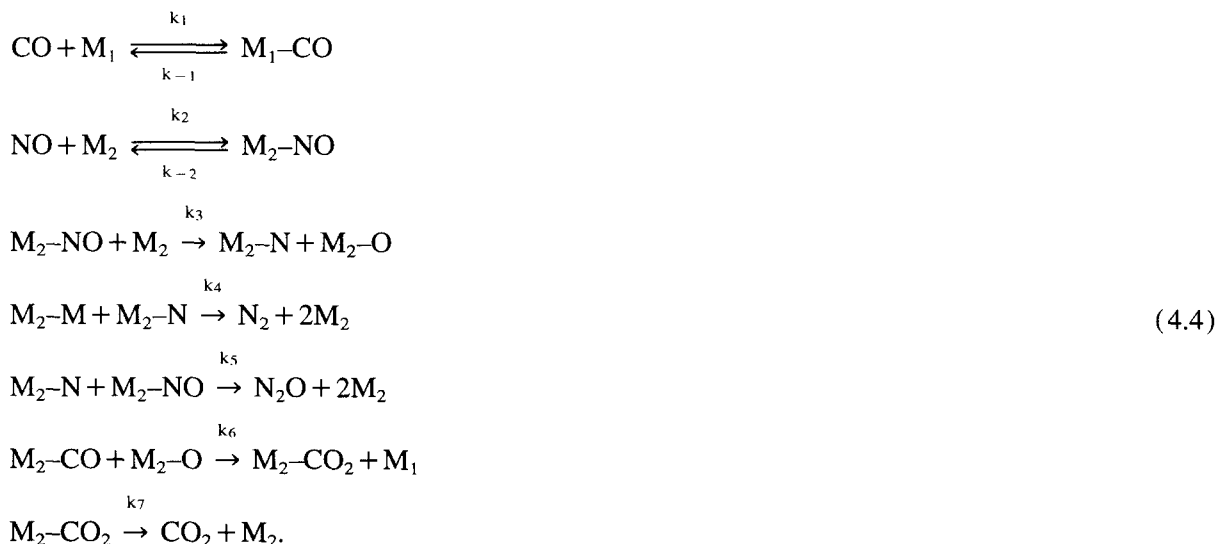 k₁
CO + M₁ ⇌ M₁–CO
k₋₁
k₂
NO + M₂ ⇌ M₂–NO
k₋₂
k₃
M₂–NO + M₂ → M₂–N + M₂–O
k₄
M₂–M + M₂–N → N₂ + 2M₂ (4.4)
k₅
M₂–N + M₂–NO → N₂O + 2M₂
k₆
M₂–CO + M₂–O → M₂–CO₂ + M₁
k₇
M₂–CO₂ → CO₂ + M₂.